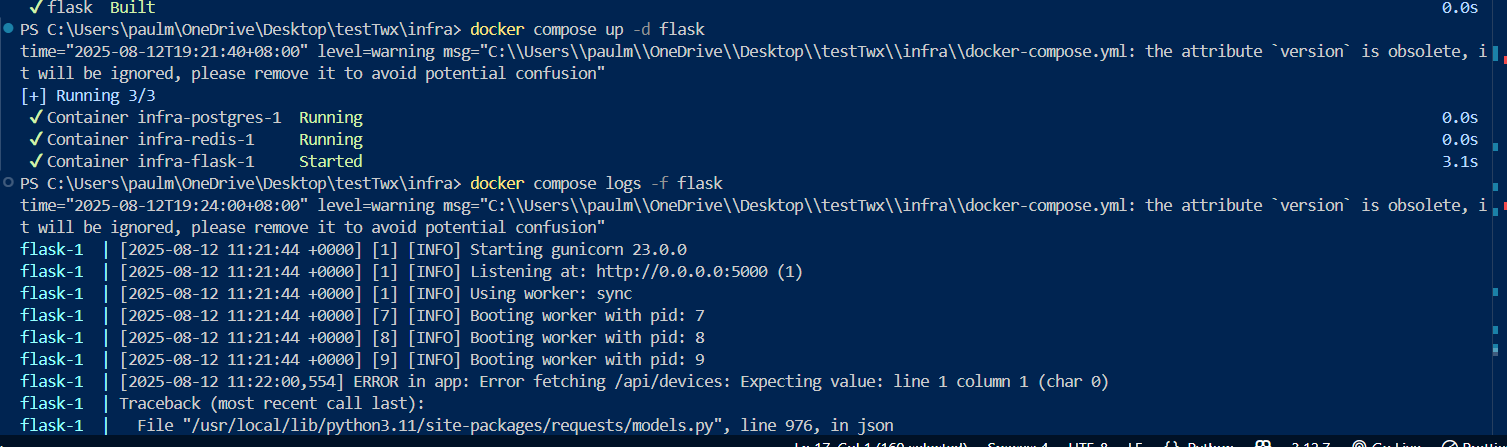 ✓ flask Built 0.0s
PS C:\Users\paulm\OneDrive\Desktop\testTwx\infra> docker compose up -d flask
time="2025-08-12T19:21:40+08:00" level=warning msg="C:\\Users\\paulm\\OneDrive\\Desktop\\testTwx\\infra\\docker-compose.yml: the attribute `version` is obsolete, i
t will be ignored, please remove it to avoid potential confusion"
[+] Running 3/3
✓ Container infra-postgres-1 Running 0.0s
✓ Container infra-redis-1 Running 0.0s
✓ Container infra-flask-1 Started 3.1s
PS C:\Users\paulm\OneDrive\Desktop\testTwx\infra> docker compose logs -f flask
time="2025-08-12T19:24:00+08:00" level=warning msg="C:\\Users\\paulm\\OneDrive\\Desktop\\testTwx\\infra\\docker-compose.yml: the attribute `version` is obsolete, i
t will be ignored, please remove it to avoid potential confusion"
flask-1 | [2025-08-12 11:21:44 +0000] [1] [INFO] Starting gunicorn 23.0.0
flask-1 | [2025-08-12 11:21:44 +0000] [1] [INFO] Listening at: http://0.0.0.0:5000 (1)
flask-1 | [2025-08-12 11:21:44 +0000] [1] [INFO] Using worker: sync
flask-1 | [2025-08-12 11:21:44 +0000] [7] [INFO] Booting worker with pid: 7
flask-1 | [2025-08-12 11:21:44 +0000] [8] [INFO] Booting worker with pid: 8
flask-1 | [2025-08-12 11:21:44 +0000] [9] [INFO] Booting worker with pid: 9
flask-1 | [2025-08-12 11:22:00,554] ERROR in app: Error fetching /api/devices: Expecting value: line 1 column 1 (char 0)
flask-1 | Traceback (most recent call last):
flask-1 | File "/usr/local/lib/python3.11/site-packages/requests/models.py", line 976, in json